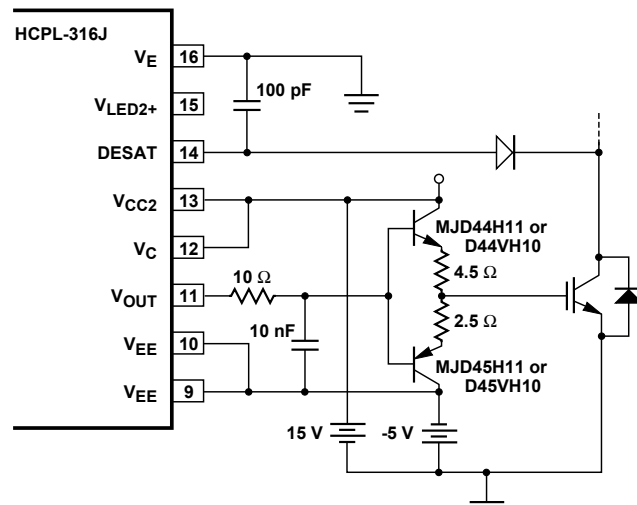 HCPL-316J
VE 16
100 pF
VLED2+ 15
DESAT 14
VCC2 13
MJD44H11 or
D44VH10
VC 12
4.5 Ω
10 Ω
VOUT 11
2.5 Ω
10 nF
VEE 10
MJD45H11 or
D45VH10
VEE 9
15 V
-5 V